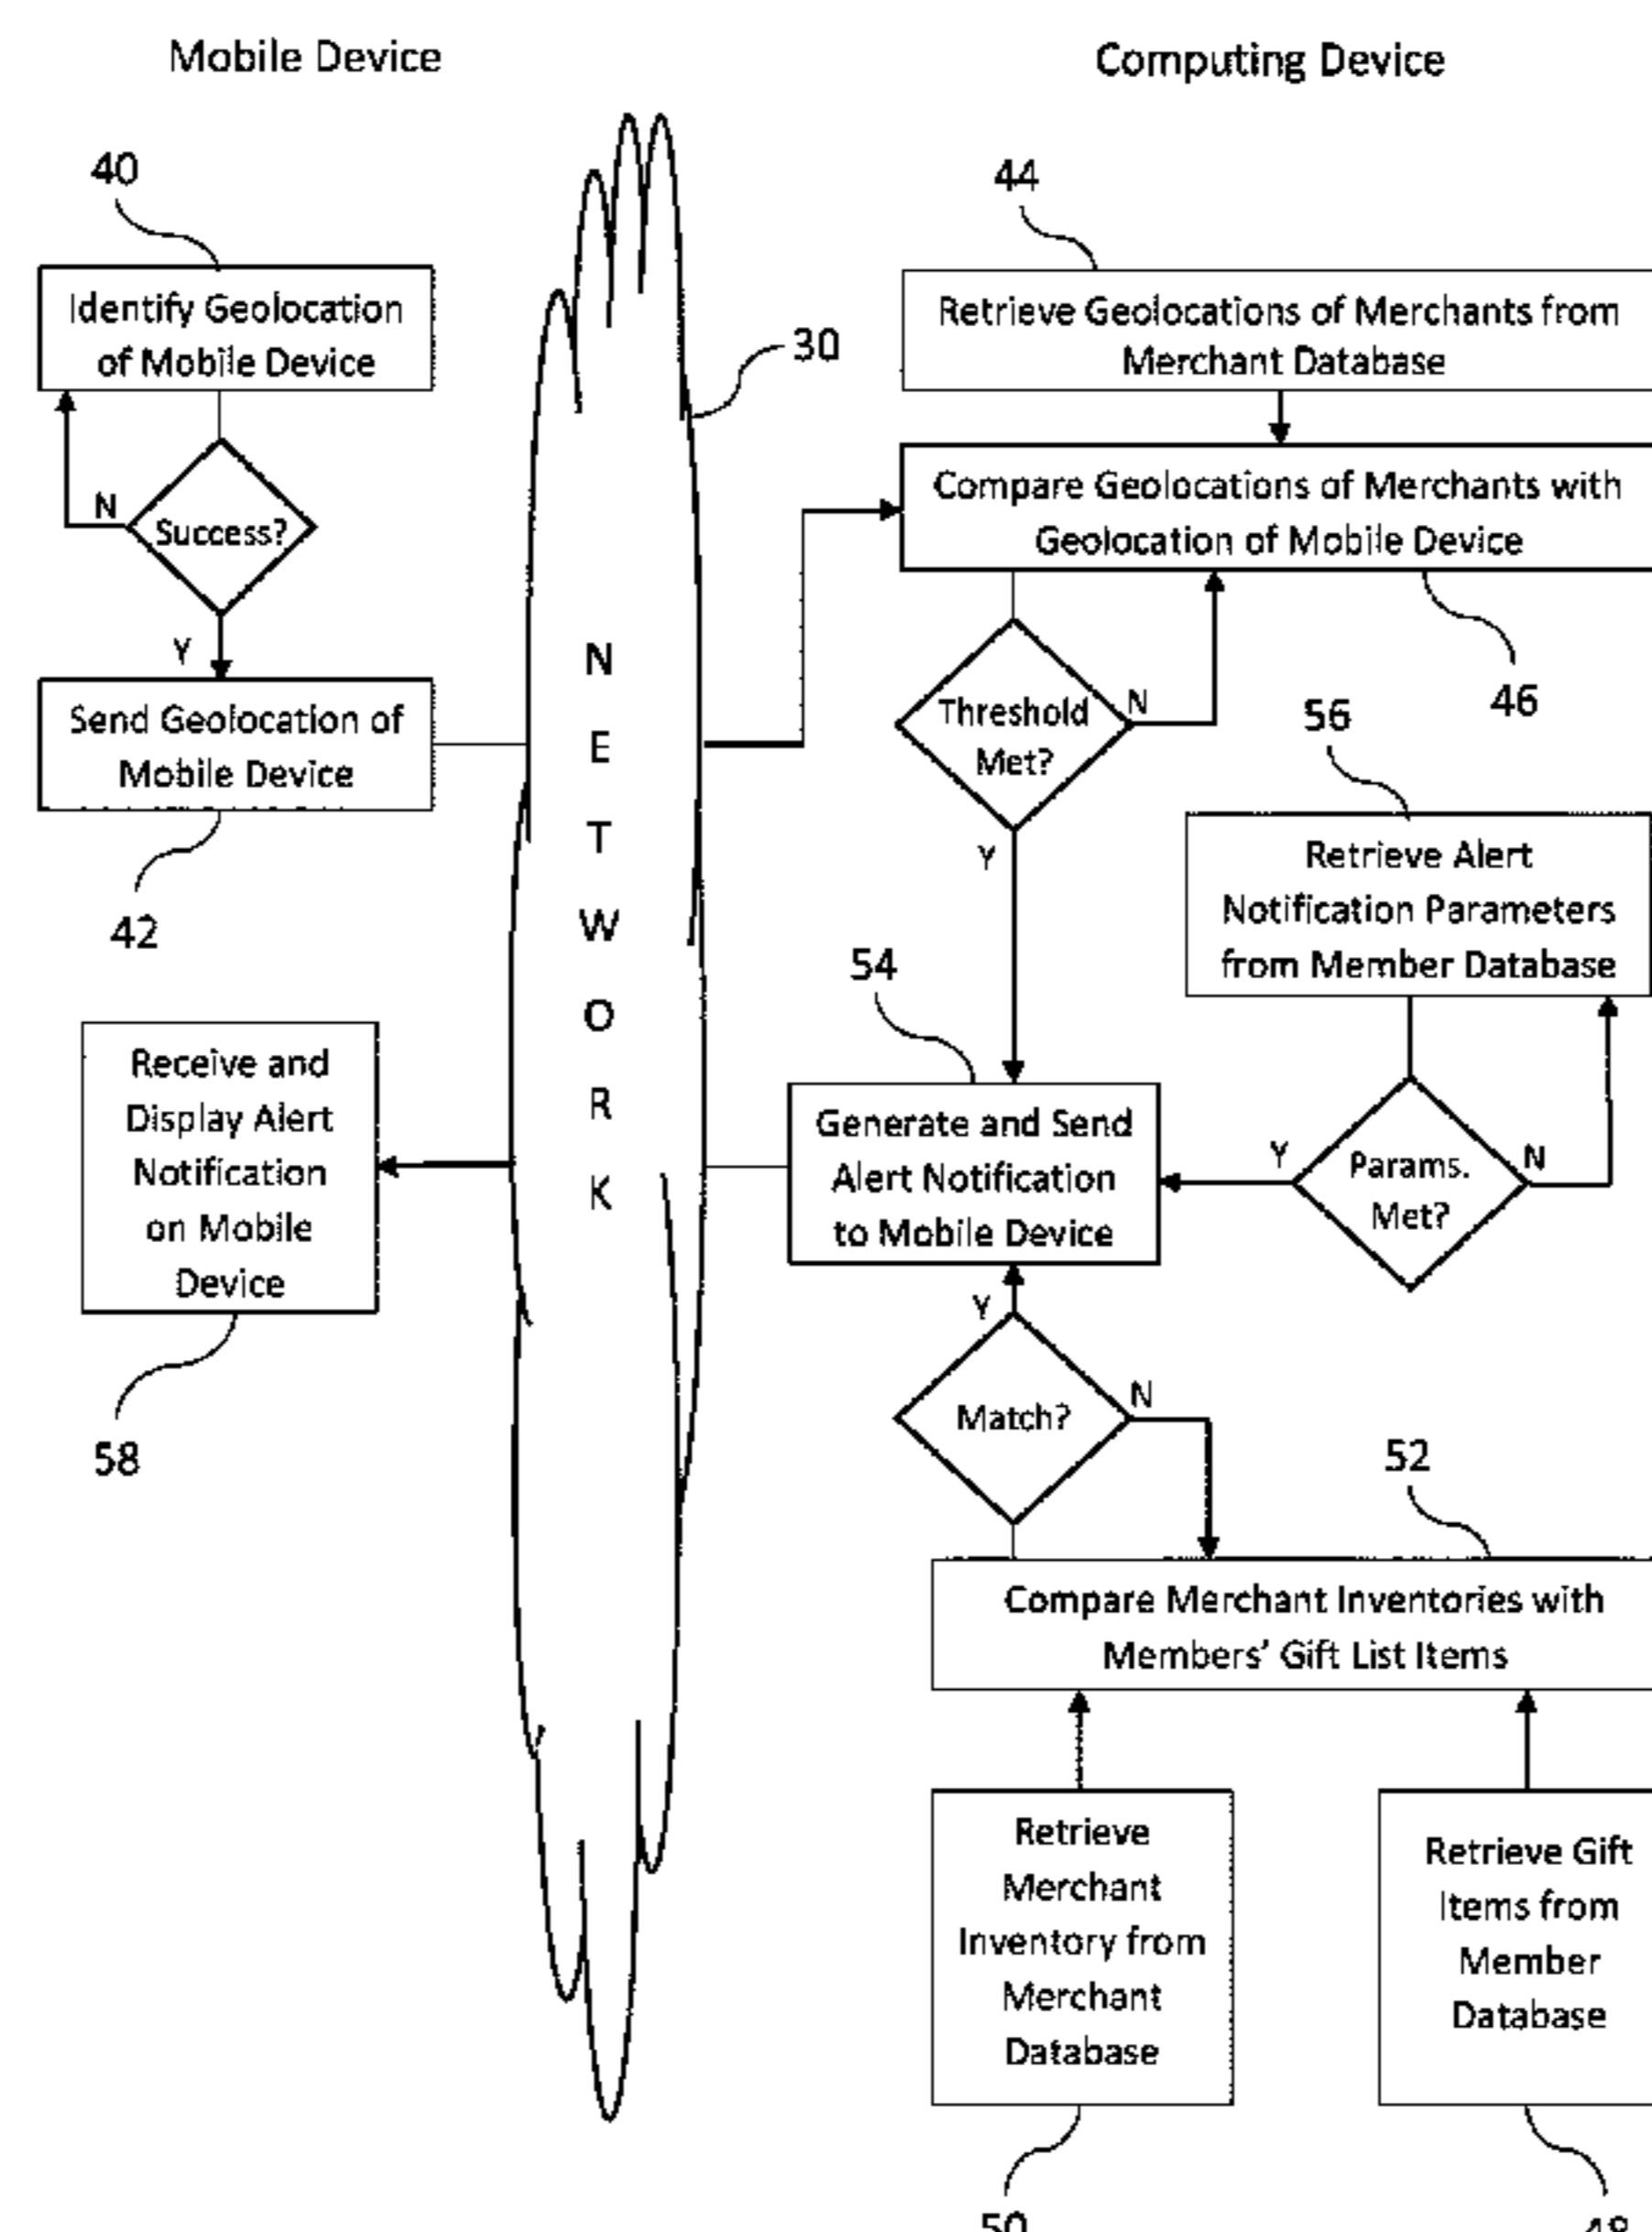 Mobile Device
Computing Device
40
44
Identify Geolocation
of Mobile Device
30
Retrieve Geolocations of Merchants from
Merchant Database
N
Success?
Y
Compare Geolocations of Merchants with
Geolocation of Mobile Device
46
Send Geolocation of
Mobile Device
42
N
E
T
W
O
R
K
Threshold
Met?
N
Y
56
Retrieve Alert
Notification Parameters
from Member Database
54
Receive and
Display Alert
Notification
on Mobile
Device
58
Generate and Send
Alert Notification
to Mobile Device
Y
Params.
Met?
N
Y
Match?
N
52
Compare Merchant Inventories with
Members' Gift List Items
Retrieve
Merchant
Inventory from
Merchant
Database
Retrieve Gift
Items from
Member
Database
50
48